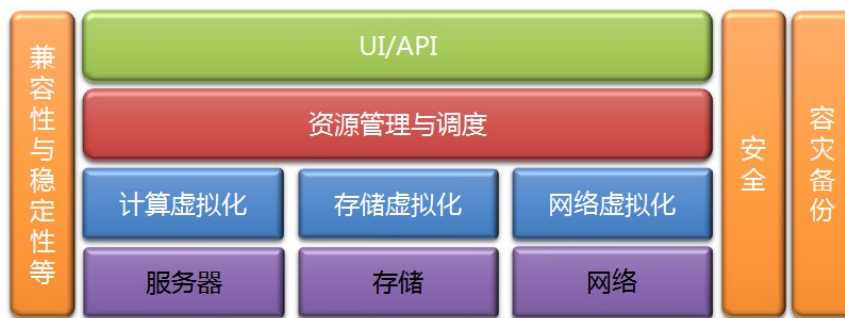 兼容性与稳定性等
UI/API
资源管理与调度
计算虚拟化
存储虚拟化
网络虚拟化
服务器
存储
网络
安全
容灾备份